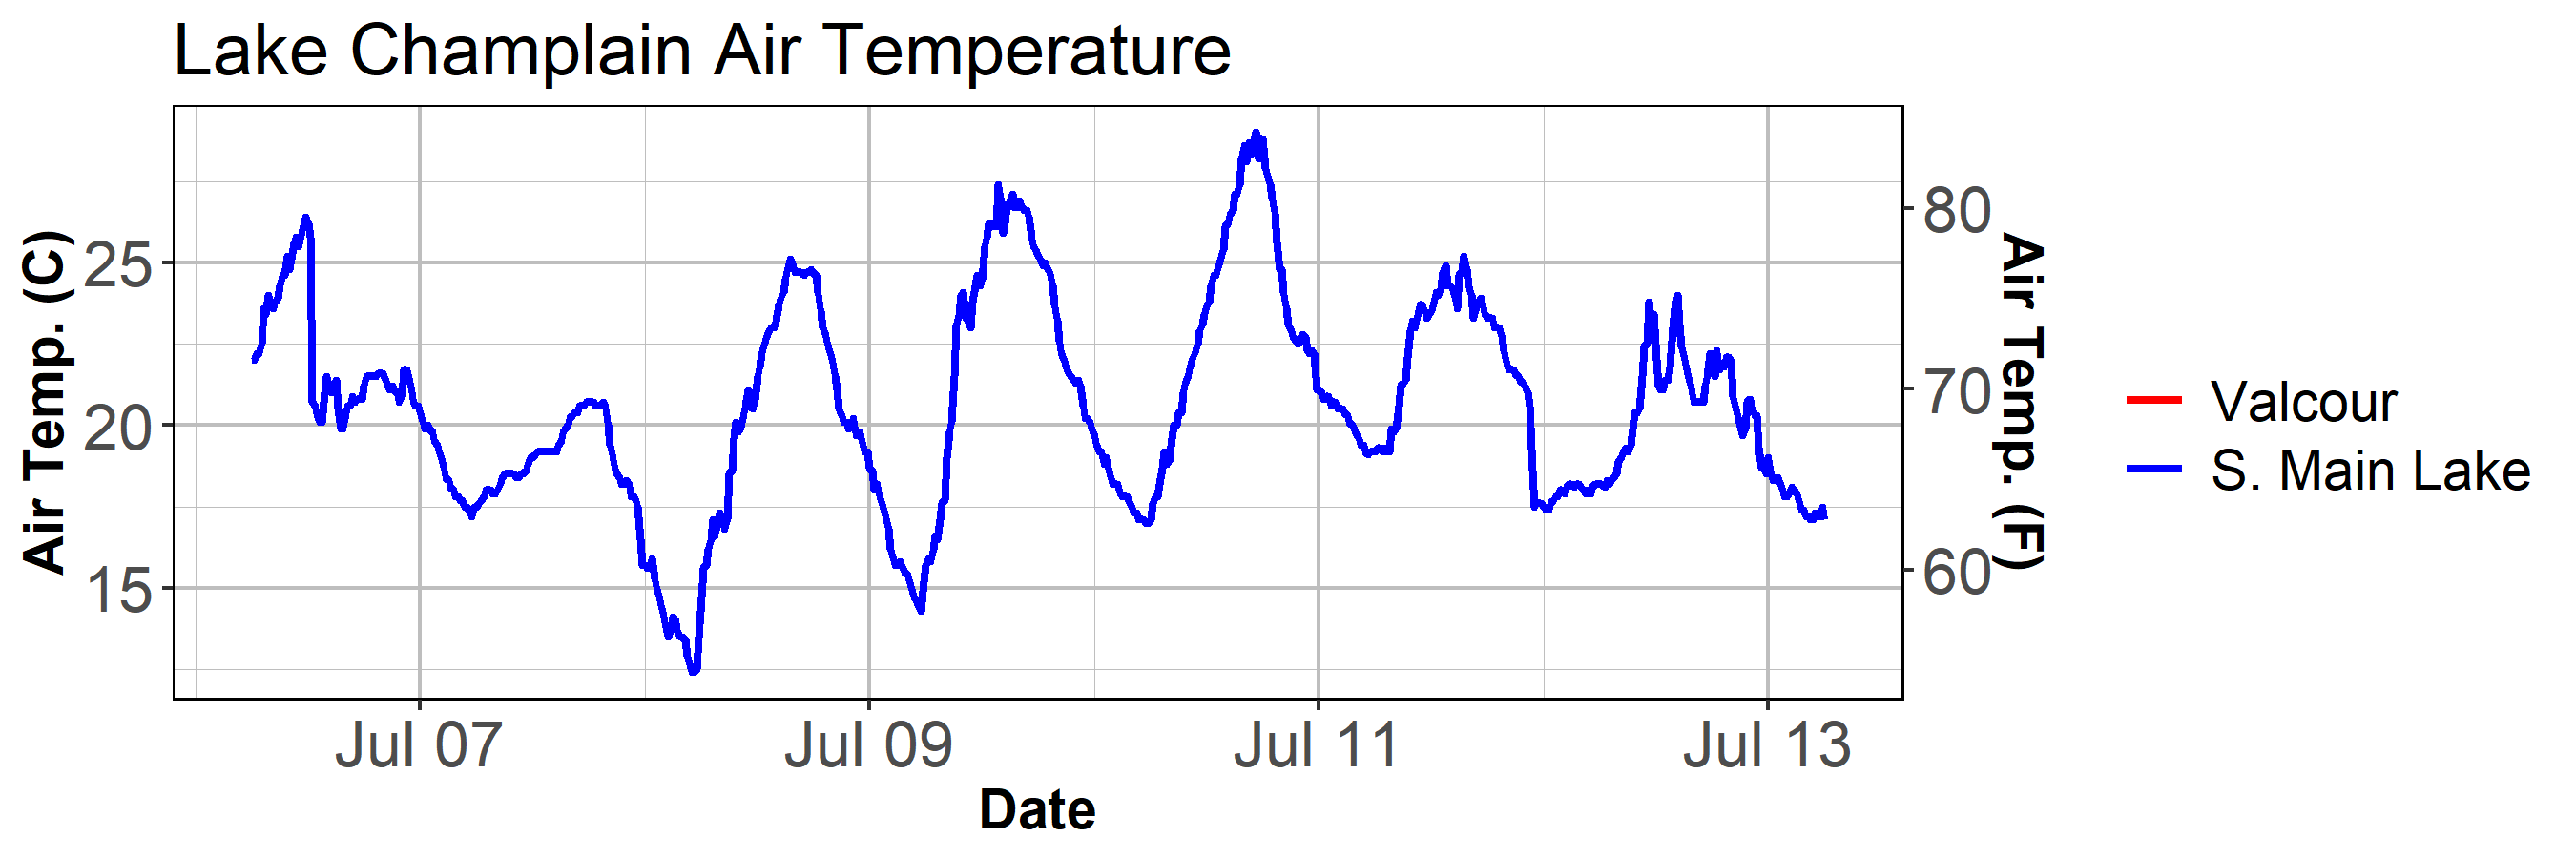 Lake Champlain Air Temperature
Air Temp. (C)
25
20
15
80
70
60
Air Temp. (F)
Jul 07
Jul 09
Jul 11
Jul 13
Date
Valcour
S. Main Lake